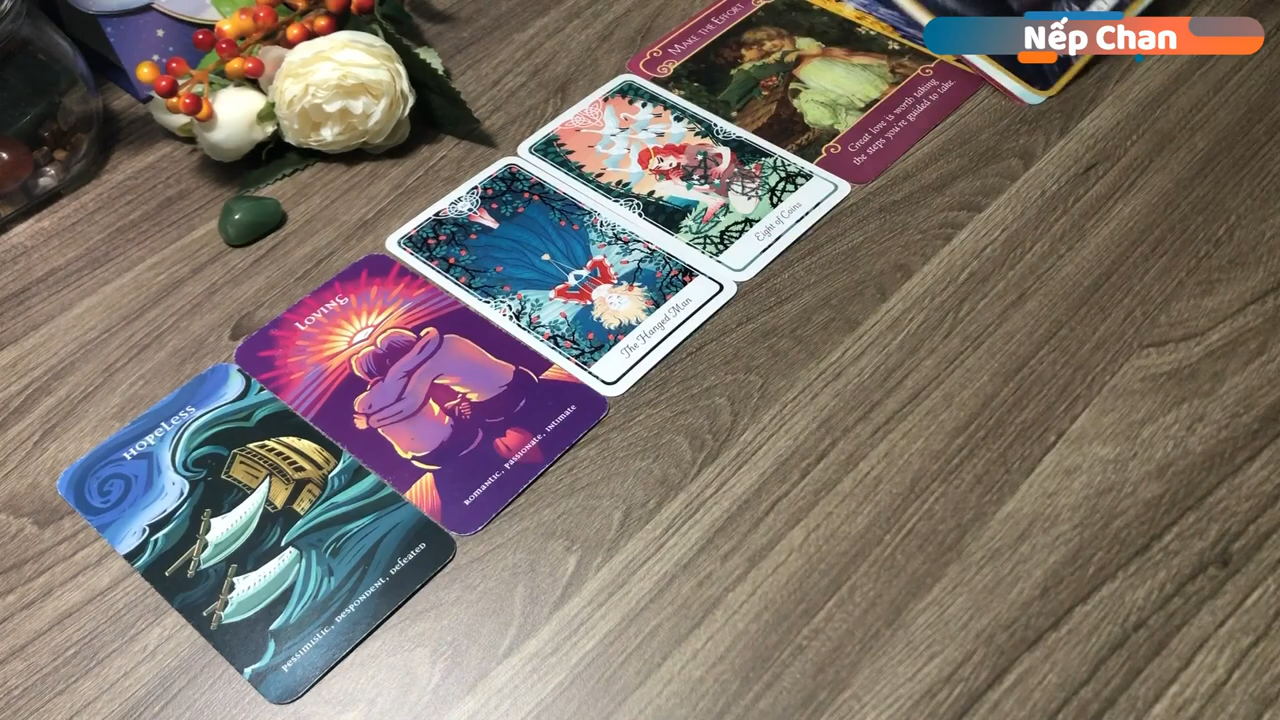 Nếp Chan
MAKE THE EFFORT
Great love is worth taking
the steps you're guided to take.
Eight of Coins
The Hanged Man
LOVING
ROMANTIC, PASSIONATE, INTIMATE
HOPELESS
PESSIMISTIC, DESPONDENT, DEFEATED